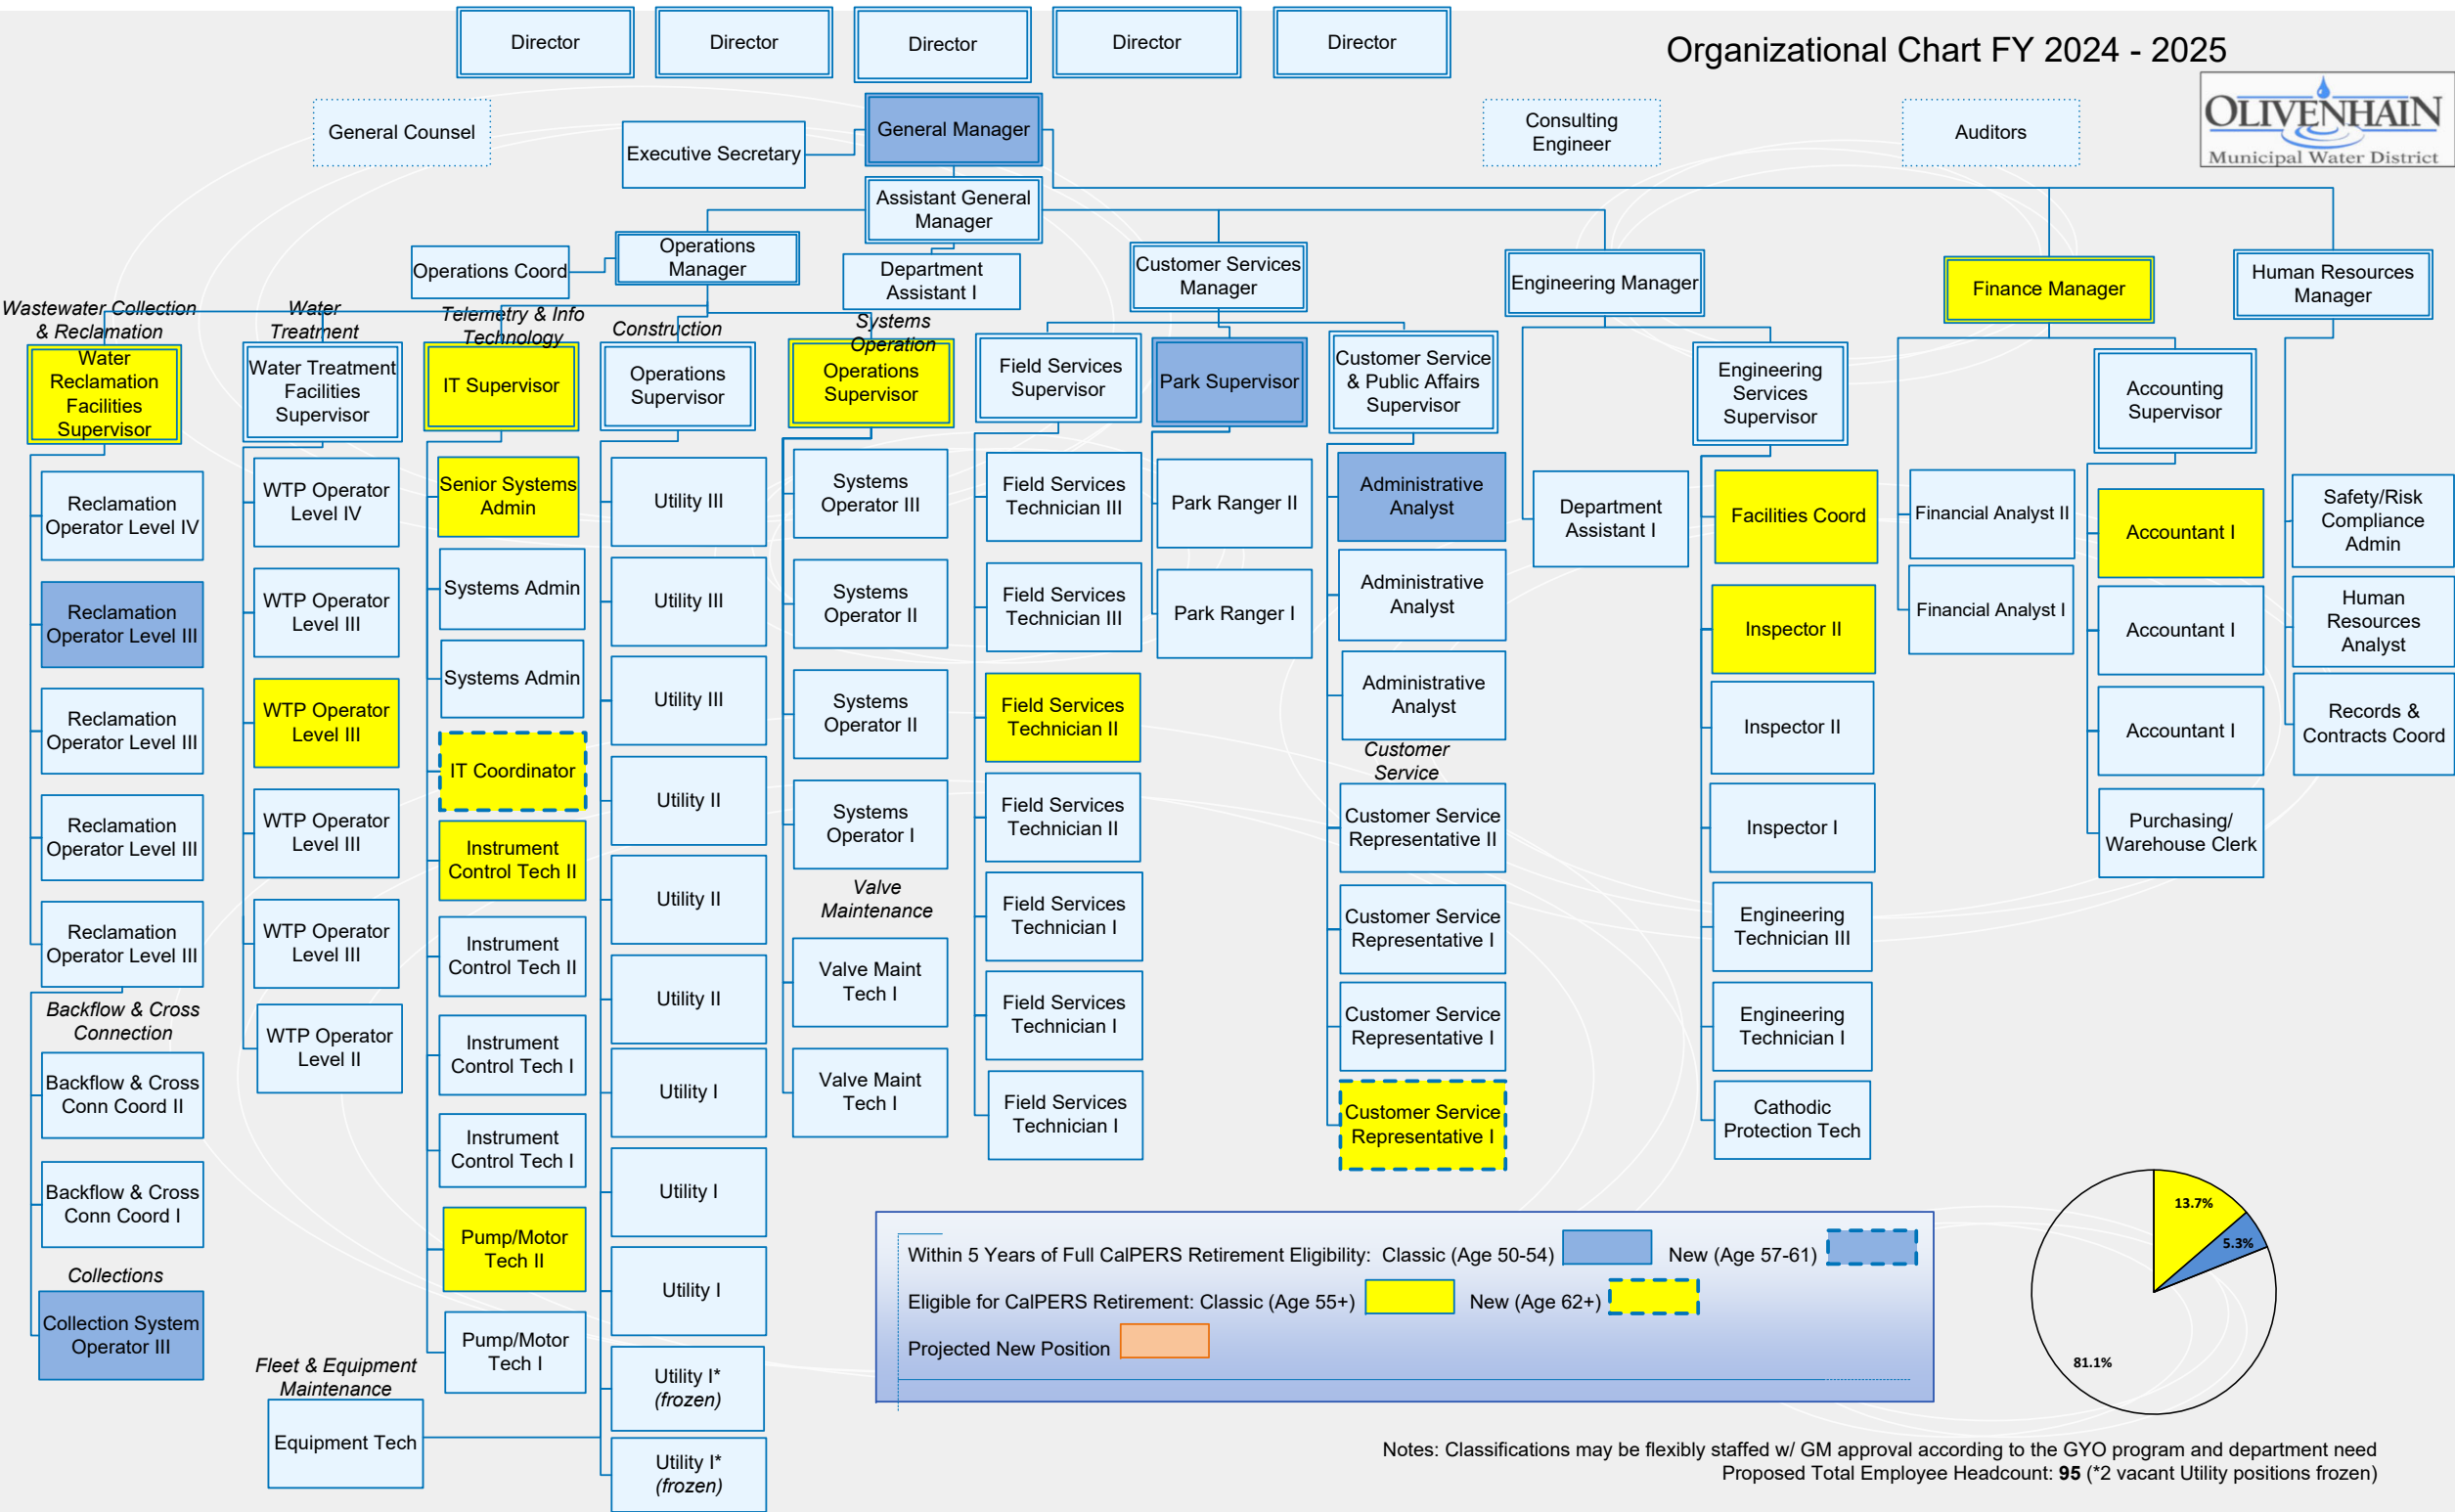 Director
Director
Director
Director
Director
Organizational Chart FY 2024 - 2025
OLIVENHAIN
Municipal Water District
General Counsel
Executive Secretary
General Manager
Consulting
Engineer
Auditors
Assistant General
Manager
Operations Coord
Operations
Manager
Department
Assistant I
Customer Services
Manager
Engineering Manager
Finance Manager
Human Resources
Manager
Wastewater Collection
& Reclamation
Water
Reclamation
Facilities
Supervisor
Reclamation
Operator Level IV
Reclamation
Operator Level III
Reclamation
Operator Level III
Reclamation
Operator Level III
Reclamation
Operator Level III
Backflow & Cross
Connection
Backflow & Cross
Conn Coord II
Backflow & Cross
Conn Coord I
Collections
Collection System
Operator III
Water
Treatment
Water Treatment
Facilities
Supervisor
WTP Operator
Level IV
WTP Operator
Level III
WTP Operator
Level III
WTP Operator
Level III
WTP Operator
Level III
WTP Operator
Level II
Fleet & Equipment
Maintenance
Equipment Tech
Telemetry & Info
Technology
IT Supervisor
Senior Systems
Admin
Systems Admin
Systems Admin
IT Coordinator
Instrument
Control Tech II
Instrument
Control Tech II
Instrument
Control Tech I
Instrument
Control Tech I
Pump/Motor
Tech II
Pump/Motor
Tech I
Construction
Operations
Supervisor
Utility III
Utility III
Utility III
Utility II
Utility II
Utility II
Utility I
Utility I
Utility I
Utility I*
(frozen)
Utility I*
(frozen)
Systems
Operation
Operations
Supervisor
Systems
Operator III
Systems
Operator II
Systems
Operator II
Systems
Operator I
Valve
Maintenance
Valve Maint
Tech I
Valve Maint
Tech I
Field Services
Supervisor
Field Services
Technician III
Field Services
Technician III
Field Services
Technician II
Field Services
Technician II
Field Services
Technician I
Field Services
Technician I
Field Services
Technician I
Park Supervisor
Park Ranger II
Park Ranger I
Customer Service
& Public Affairs
Supervisor
Administrative
Analyst
Administrative
Analyst
Administrative
Analyst
Customer
Service
Customer Service
Representative II
Customer Service
Representative I
Customer Service
Representative I
Customer Service
Representative I
Department
Assistant I
Engineering
Services
Supervisor
Facilities Coord
Inspector II
Inspector II
Inspector I
Engineering
Technician III
Engineering
Technician I
Cathodic
Protection Tech
Financial Analyst II
Financial Analyst I
Accounting
Supervisor
Accountant I
Accountant I
Accountant I
Purchasing/
Warehouse Clerk
Safety/Risk
Compliance
Admin
Human
Resources
Analyst
Records &
Contracts Coord
Within 5 Years of Full CalPERS Retirement Eligibility: Classic (Age 50-54) New (Age 57-61)
Eligible for CalPERS Retirement: Classic (Age 55+) New (Age 62+)
Projected New Position
13.7%
5.3%
81.1%
Notes: Classifications may be flexibly staffed w/ GM approval according to the GYO program and department need
Proposed Total Employee Headcount: 95 (*2 vacant Utility positions frozen)